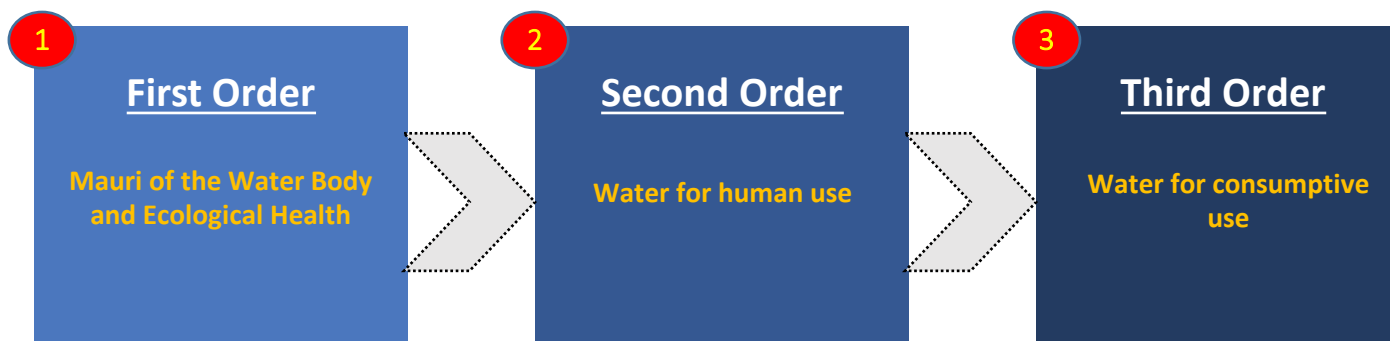 1
First Order
Mauri of the Water Body
and Ecological Health
2
Second Order
Water for human use
3
Third Order
Water for consumptive
use